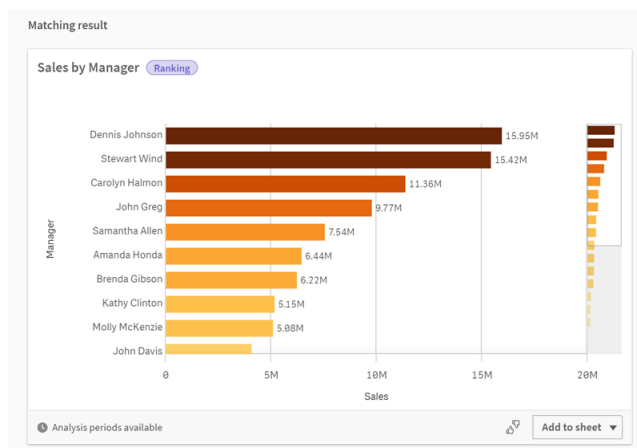 Matching result
Sales by Manager Ranking
Dennis Johnson 15.95M
Stewart Wind 15.42M
Carolyn Halmon 11.36M
John Greg 9.77M
Samantha Allen 7.54M
Amanda Honda 6.44M
Brenda Gibson 6.22M
Kathy Clinton 5.15M
Molly McKenzie 5.08M
John Davis
Manager
0 5M 10M 15M 20M
Sales
Analysis periods available Add to sheet